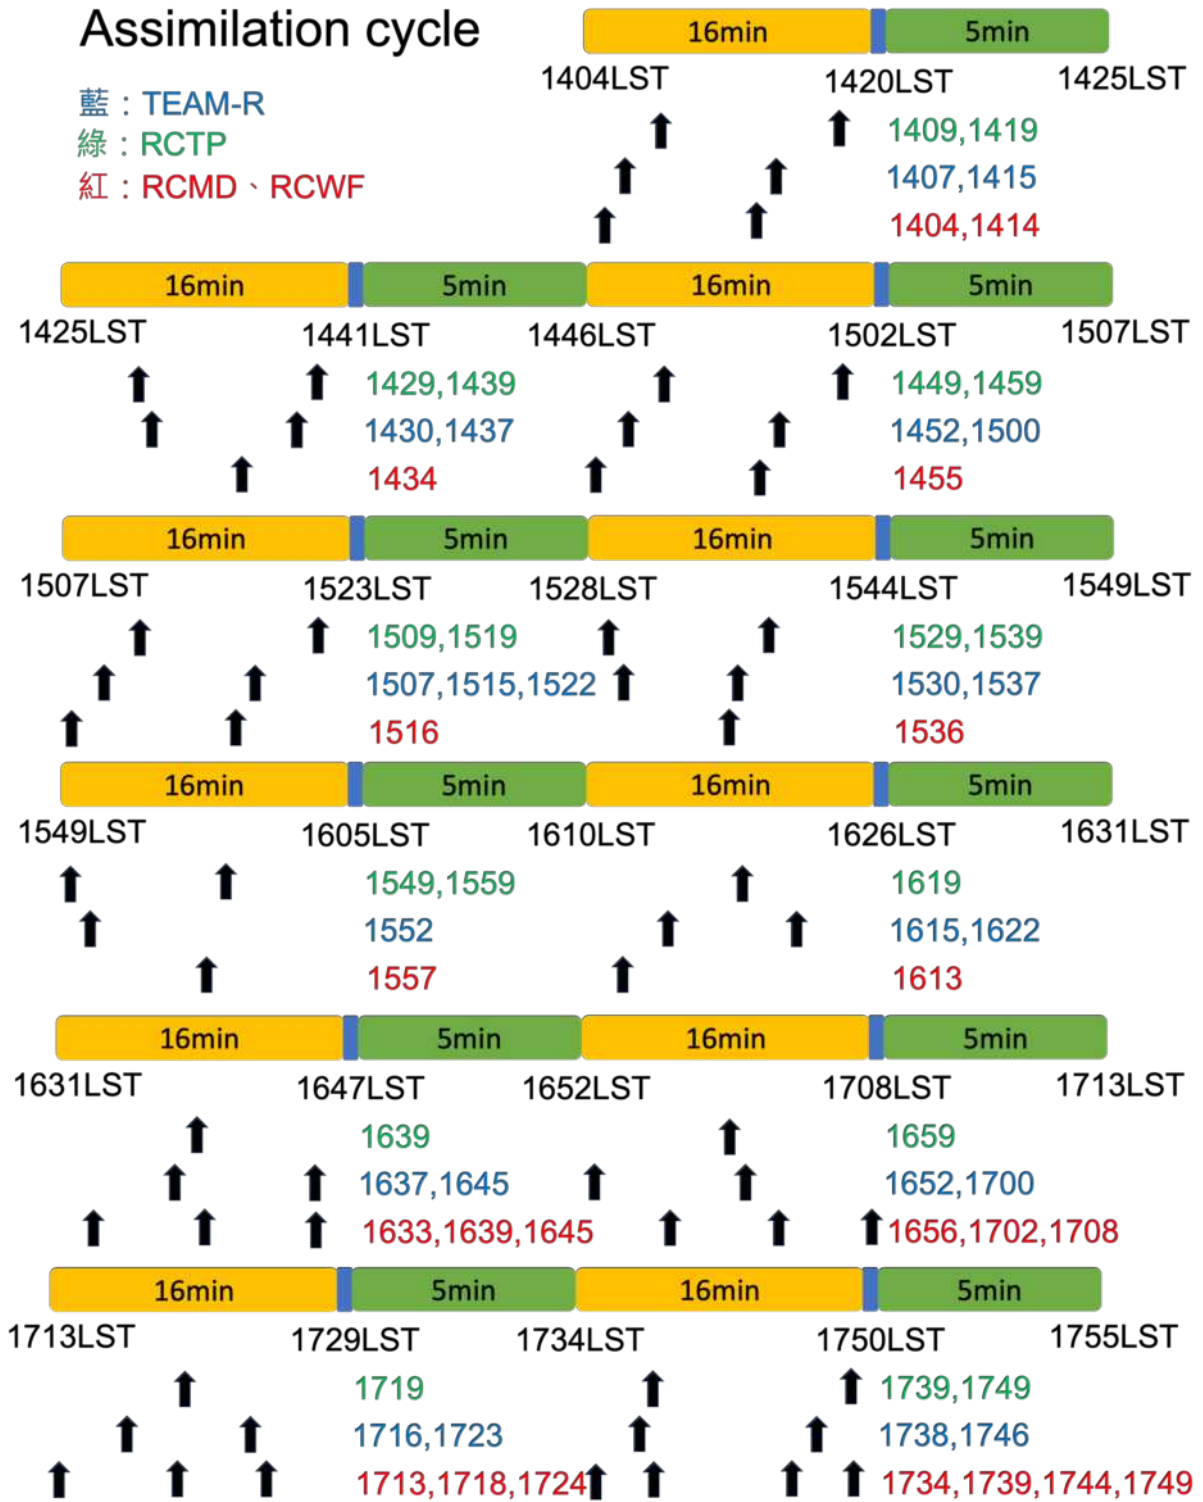 Assimilation cycle
藍：TEAM-R
綠：RCTP
紅：RCMD、RCWF
16min 5min
1404LST 1420LST 1425LST
1409,1419
1407,1415
1404,1414
16min 5min 16min 5min
1425LST 1441LST 1446LST 1502LST 1507LST
1429,1439 1449,1459
1430,1437 1452,1500
1434 1455
16min 5min 16min 5min
1507LST 1523LST 1528LST 1544LST 1549LST
1509,1519 1529,1539
1507,1515,1522 1530,1537
1516 1536
16min 5min 16min 5min
1549LST 1605LST 1610LST 1626LST 1631LST
1549,1559 1619
1552 1615,1622
1557 1613
16min 5min 16min 5min
1631LST 1647LST 1652LST 1708LST 1713LST
1639 1659
1637,1645 1652,1700
1633,1639,1645 1656,1702,1708
16min 5min 16min 5min
1713LST 1729LST 1734LST 1750LST 1755LST
1719 1739,1749
1716,1723 1738,1746
1713,1718,1724 1734,1739,1744,1749